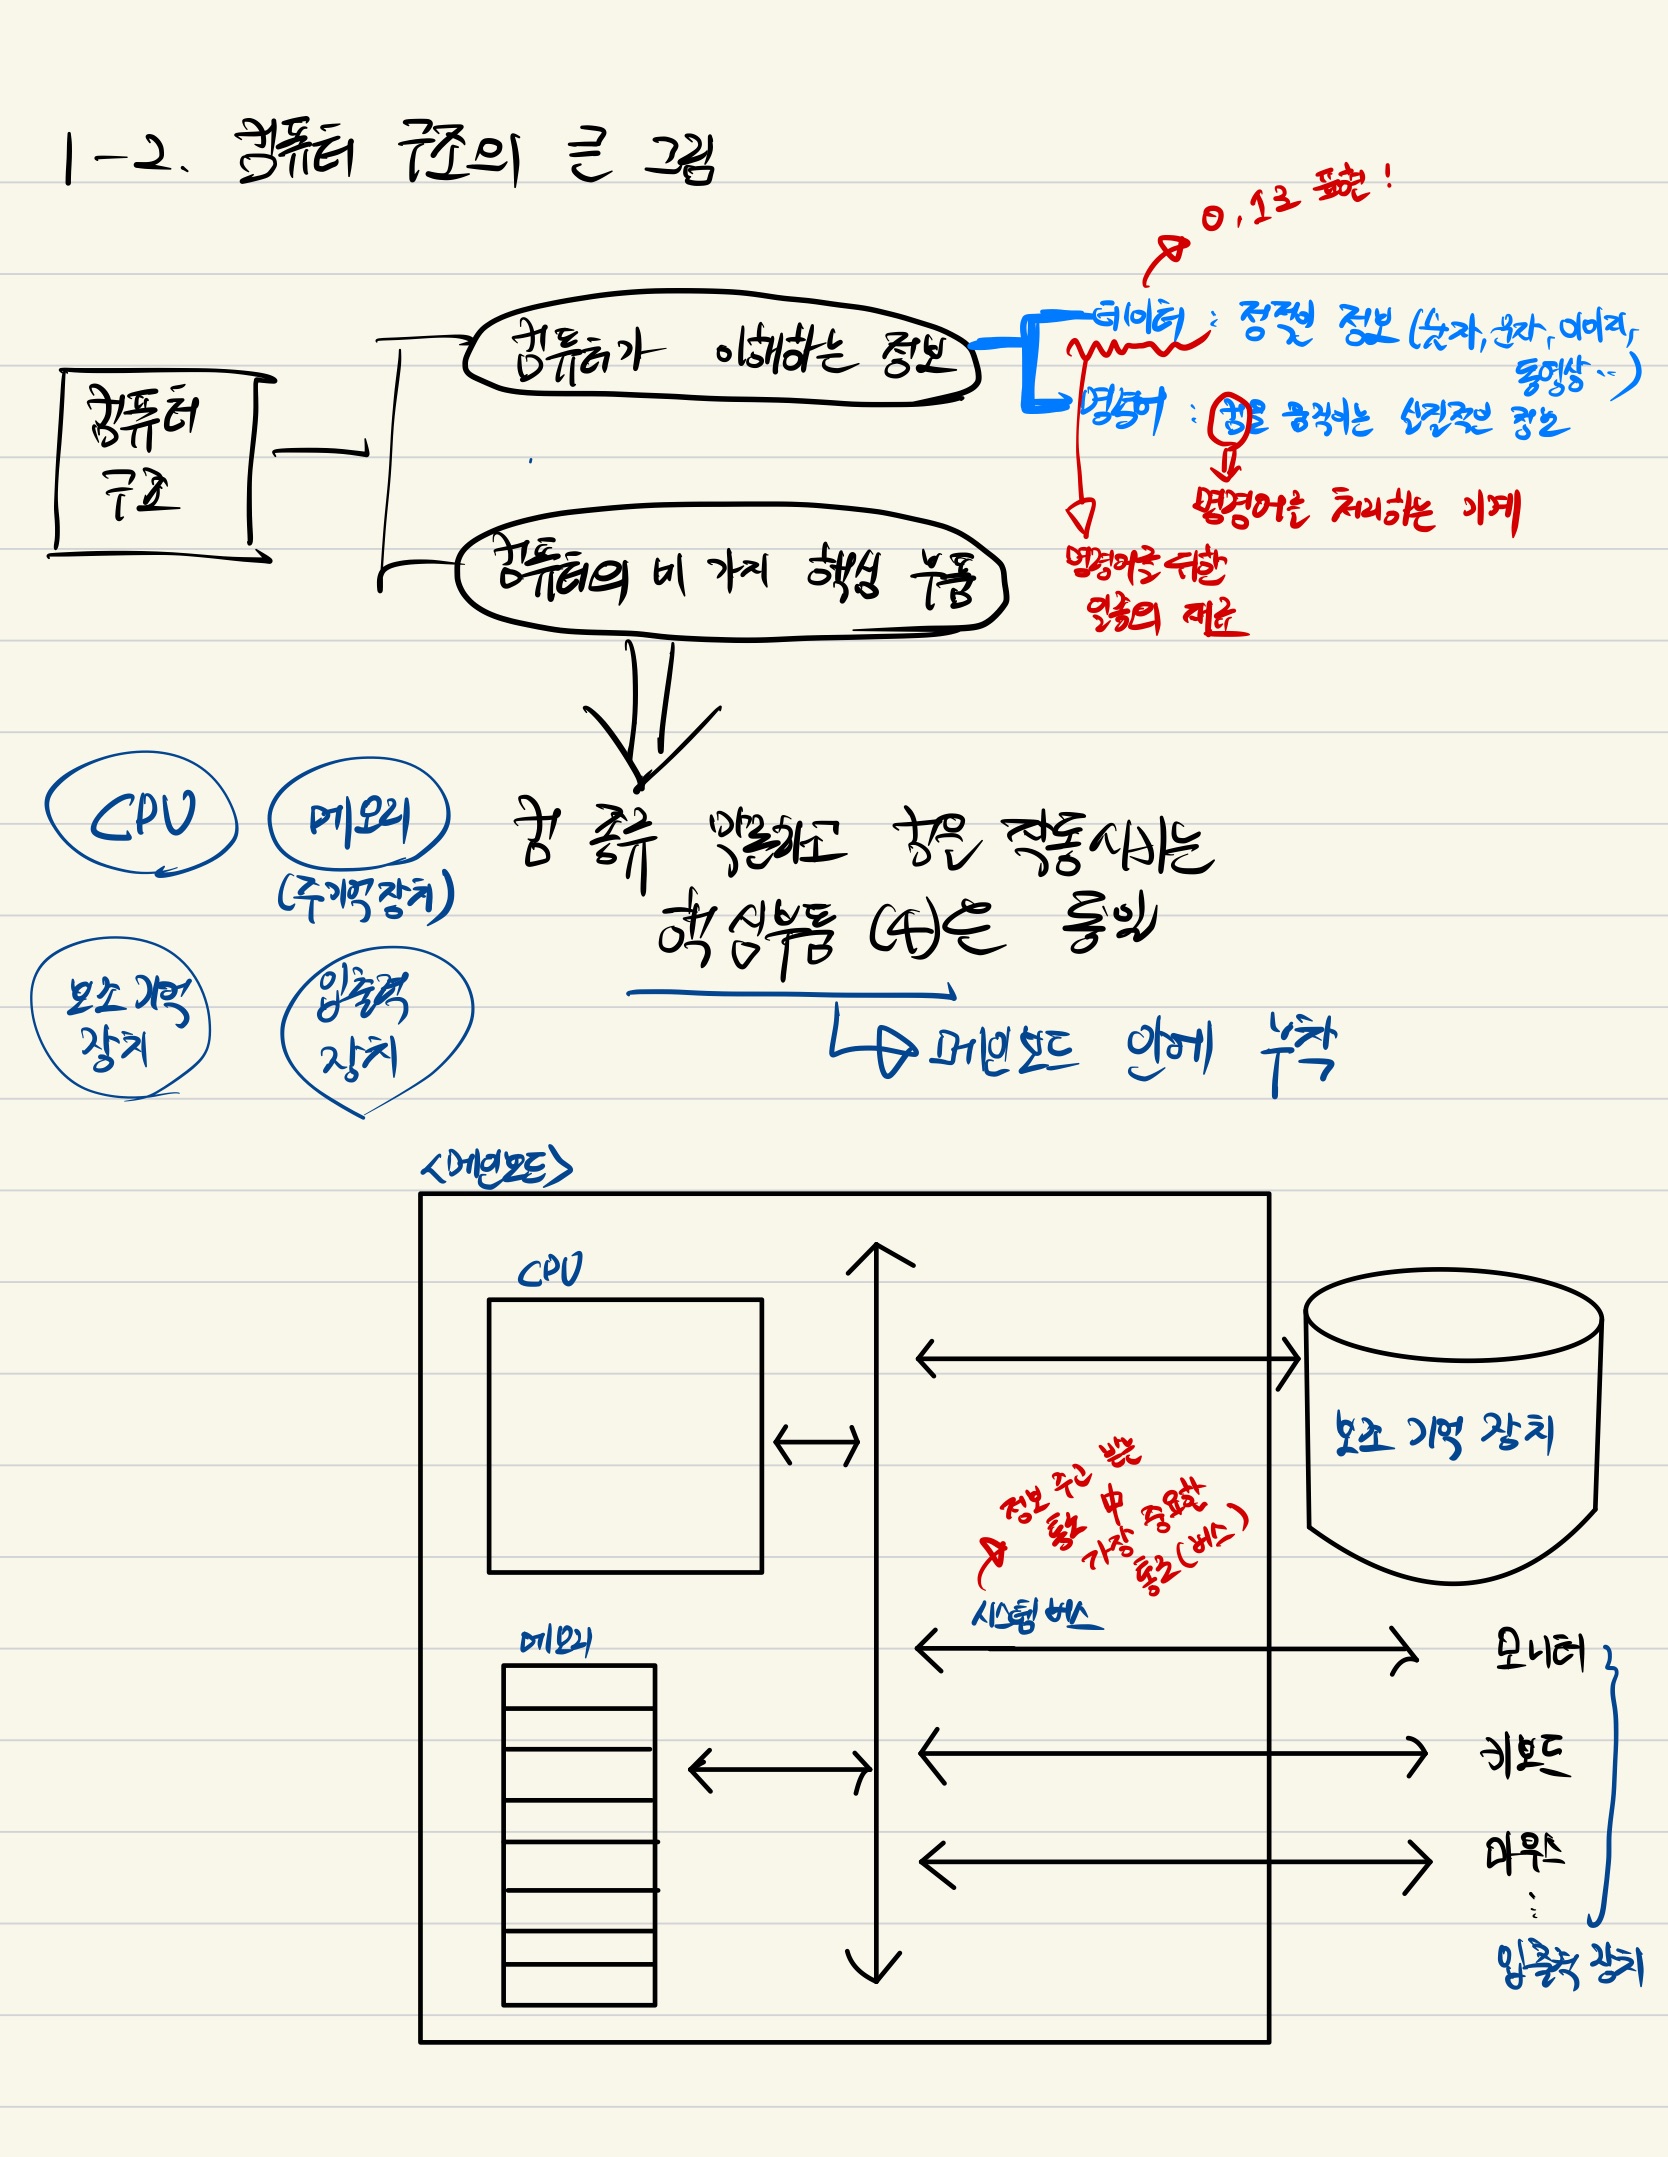 1-2. 컴퓨터 구조의 큰 그림
0, 1로 표현!
컴퓨터가 이해하는 정보
데이터 : 정적인 정보 (숫자, 문자, 이미지,
동영상…)
명령어 : 컴을 움직이는 실질적인 정보
컴퓨터
구조
명령어를 처리하는 기계
컴퓨터의 네 가지 핵심 부품
명령어를 위한
일종의 재료
CPU
메모리
(주기억장치)
보조기억
장치
입출력
장치
컴 종류 막론하고 컴을 작동시키는
핵심부품 (4)은 동일
메인보드 안에 부착
<메인보드>
CPU
보조 기억 장치
정보 주고 받는
통로 中
가장 중요한
통로(버스)
시스템 버스
메모리
모니터
키보드
마우스
⋮
입출력 장치